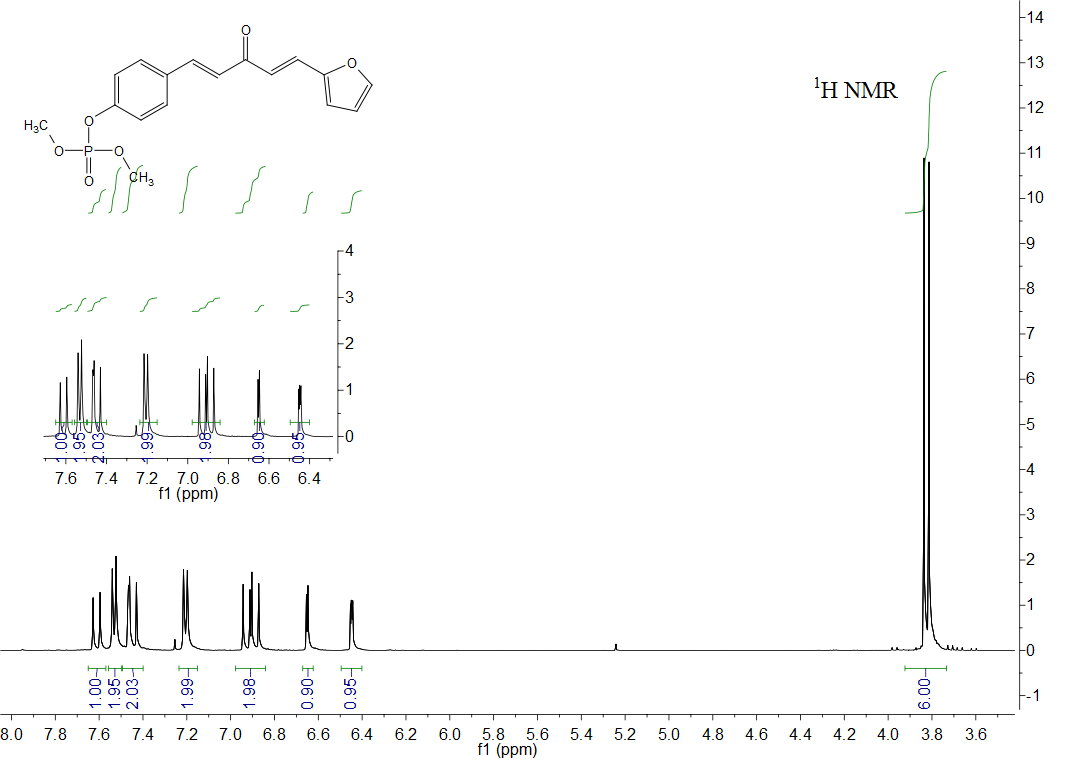 O
O
O
H₃C
O
P
O
O
CH₃
¹H NMR
14
13
12
11
10
9
8
7
6
5
4
3
2
1
0
-1
4
3
2
1
0
1.00
1.95
2.03
1.99
1.98
0.90
0.95
7.6 7.4 7.2 7.0 6.8 6.6 6.4
f1 (ppm)
1.00
1.95
2.03
1.99
1.98
0.90
0.95
6.00
8.0 7.8 7.6 7.4 7.2 7.0 6.8 6.6 6.4 6.2 6.0 5.8 5.6 5.4 5.2 5.0 4.8 4.6 4.4 4.2 4.0 3.8 3.6
f1 (ppm)